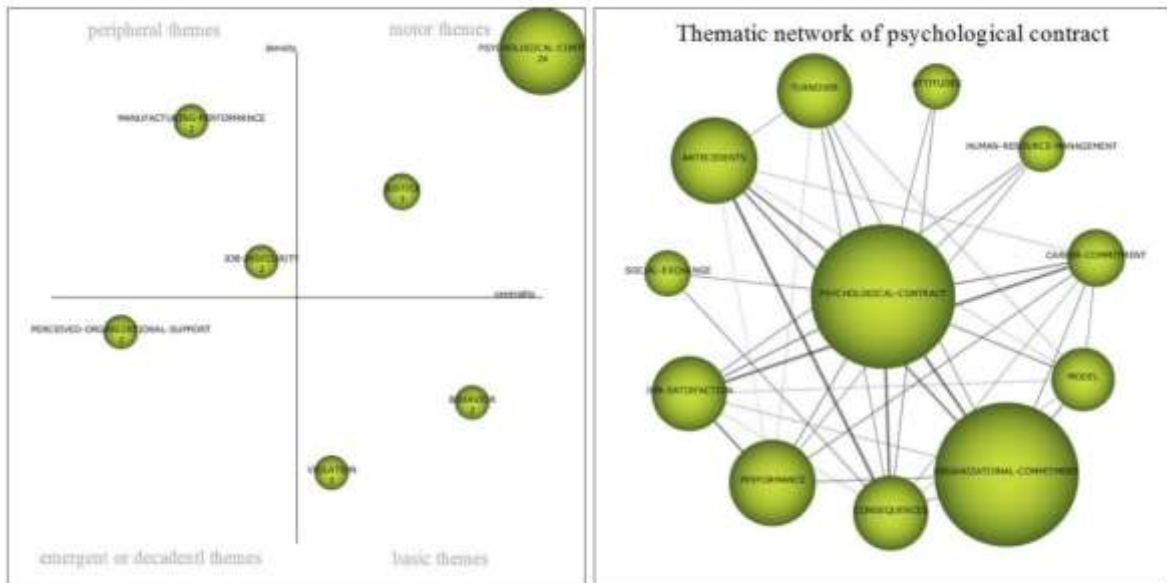 peripheral themes
motor themes
density
PSYCHOLOGICAL-CONT
24
MANUFACTURING-PERFORMANCE
JUSTICE
JOB-INSECURITY
centrality
PERCEIVED-ORGANIZATIONAL-SUPPORT
BEHAVIOR
VIOLATION
emergent or decadentl themes
basic themes
Thematic network of psychological contract
TURNOVER
ATTITUDES
ANTECEDENTS
HUMAN-RESOURCE-MANAGEMENT
SOCIAL-EXCHANGE
CAREER-COMMITMENT
PSYCHOLOGICAL-CONTRACT
JOB-SATISFACTION
MODEL
PERFORMANCE
ORGANIZATIONAL-COMMITMENT
CONSEQUENCES